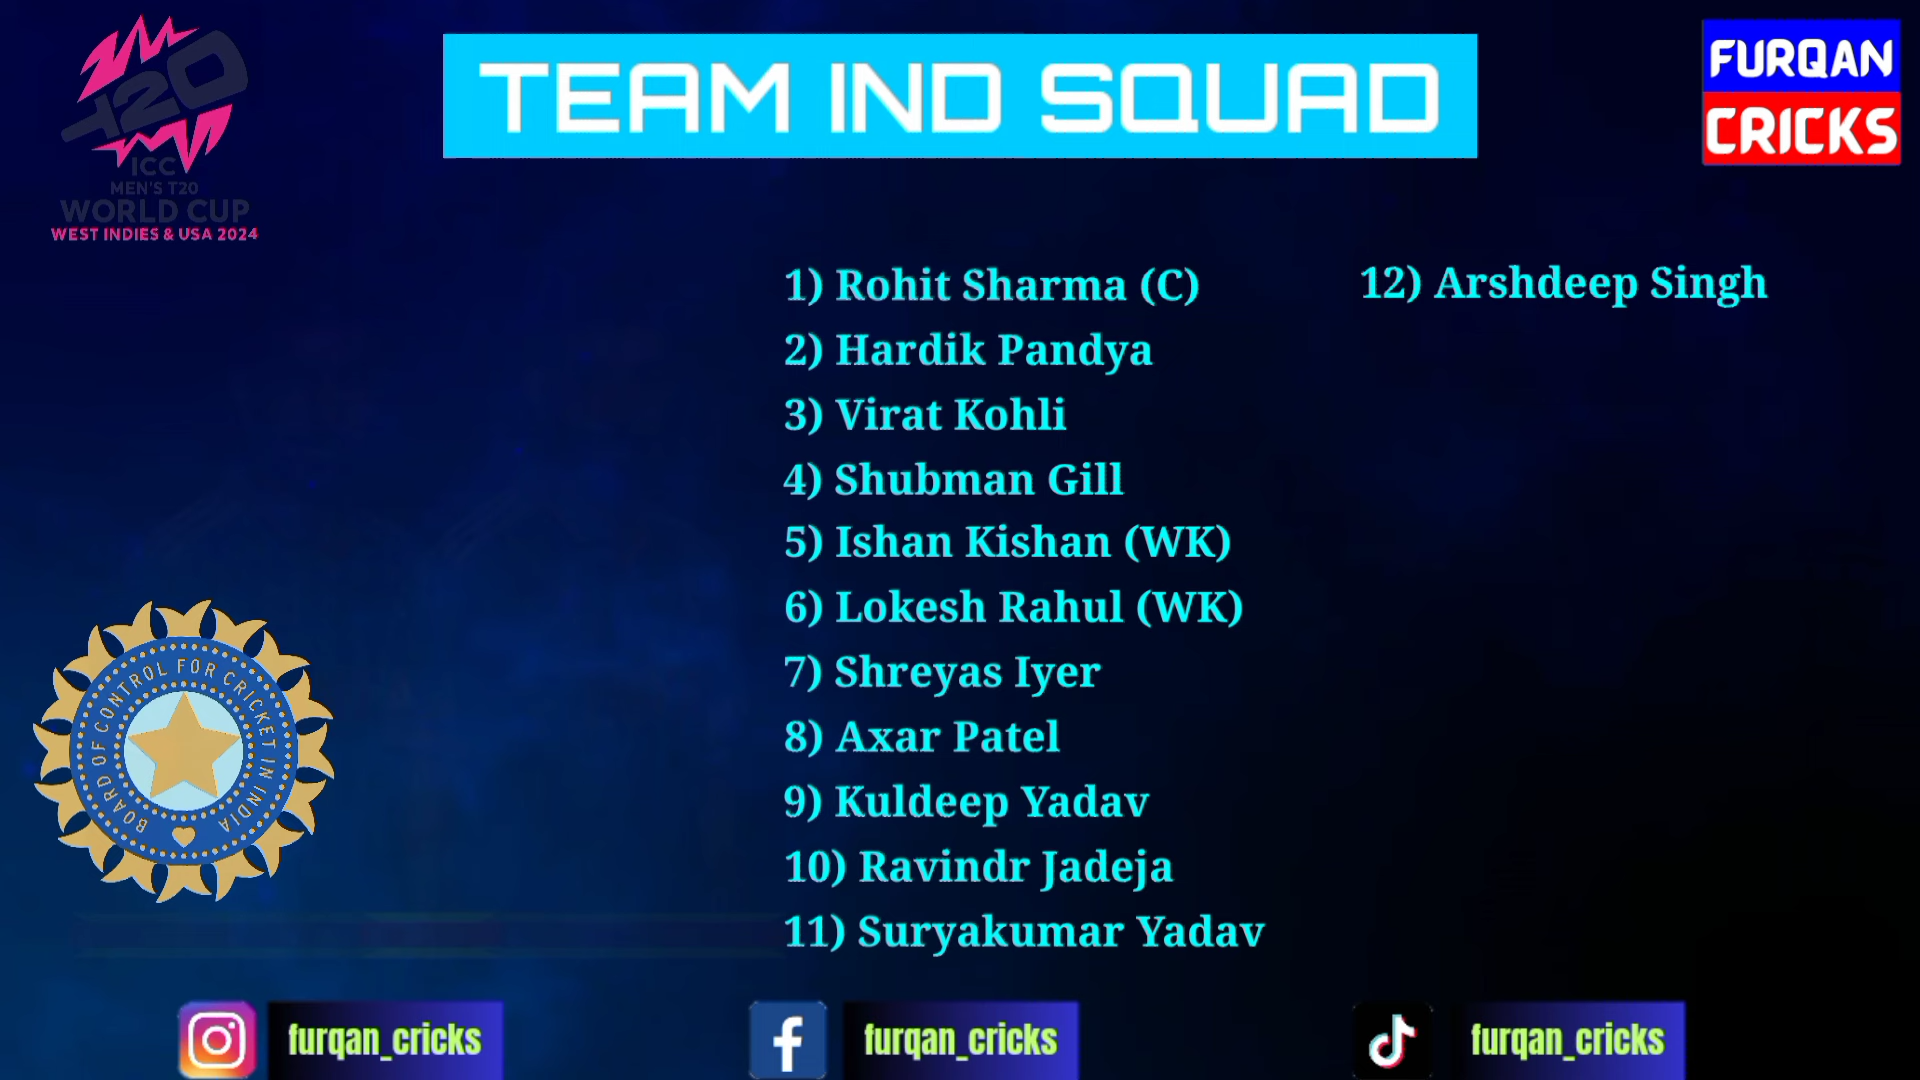 T20
ICC
MEN'S T20
WORLD CUP
WEST INDIES & USA 2024
TEAM IND SQUAD
FURQAN
CRICKS
1) Rohit Sharma (C)
2) Hardik Pandya
3) Virat Kohli
4) Shubman Gill
5) Ishan Kishan (WK)
6) Lokesh Rahul (WK)
7) Shreyas Iyer
8) Axar Patel
9) Kuldeep Yadav
10) Ravindr Jadeja
11) Suryakumar Yadav
12) Arshdeep Singh
BOARD OF CONTROL FOR CRICKET IN INDIA
furqan_cricks
furqan_cricks
furqan_cricks